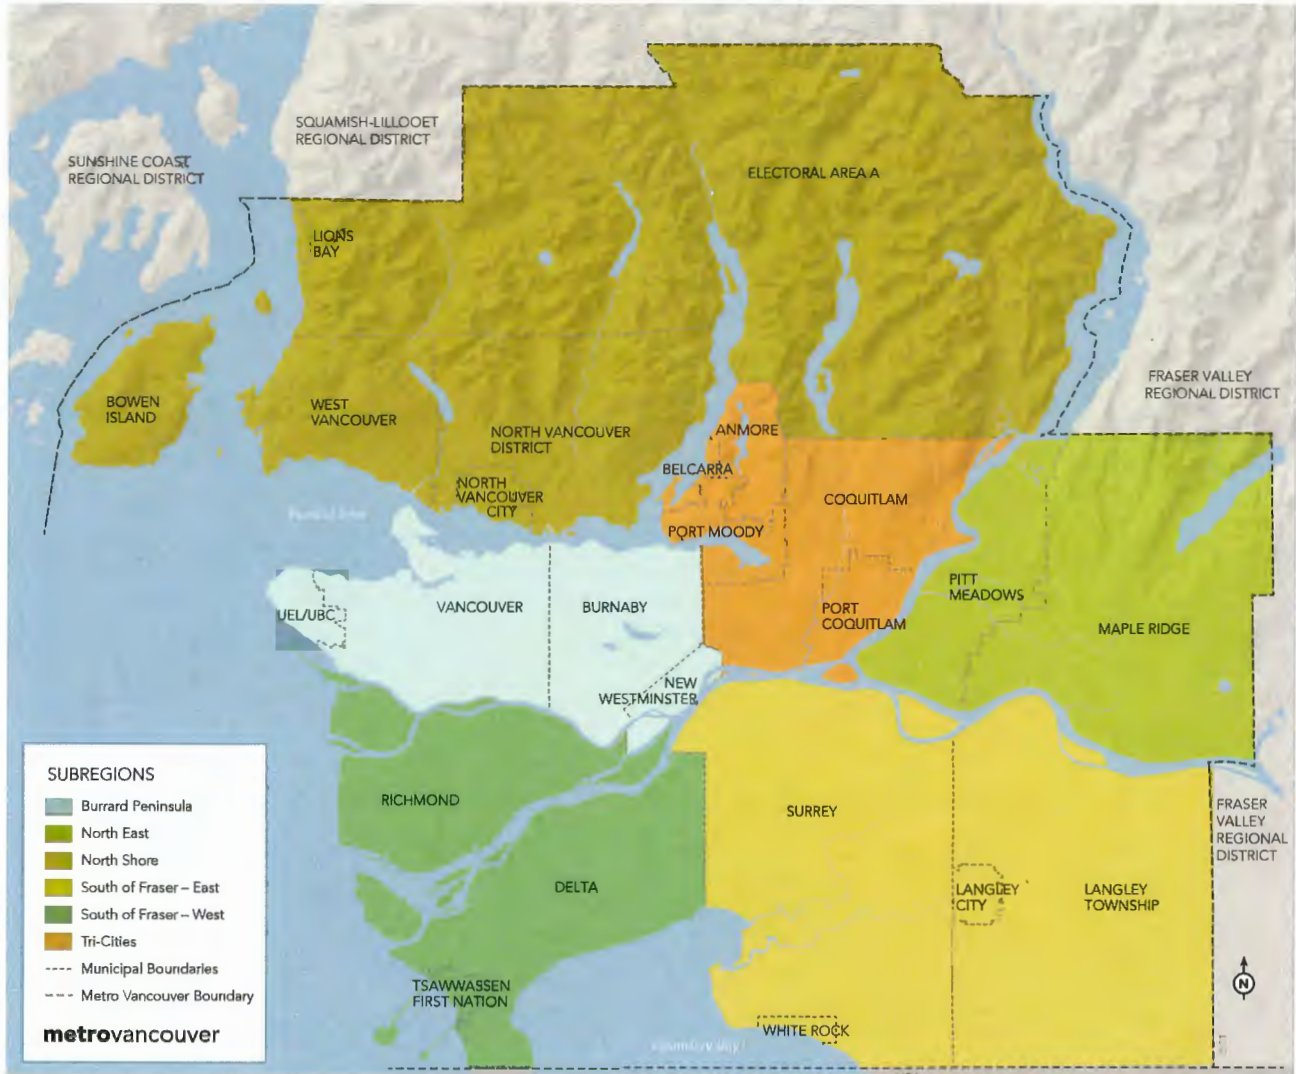 SQUAMISH-LILLOOET
REGIONAL DISTRICT
SUNSHINE COAST
REGIONAL DISTRICT
ELECTORAL AREA A
LIONS
BAY
FRASER VALLEY
REGIONAL DISTRICT
BOWEN
ISLAND
WEST
VANCOUVER
NORTH VANCOUVER
DISTRICT
ANMORE
BELCARRA
NORTH
VANCOUVER
CITY
COQUITLAM
PORT MOODY
PITT
MEADOWS
UEL/UBC
VANCOUVER
BURNABY
PORT
COQUITLAM
MAPLE RIDGE
NEW
WESTMINSTER
RICHMOND
SURREY
FRASER
VALLEY
REGIONAL
DISTRICT
DELTA
LANGLEY
CITY
LANGLEY
TOWNSHIP
TSAWWASSEN
FIRST NATION
WHITE ROCK
N
SUBREGIONS
Burrard Peninsula
North East
North Shore
South of Fraser – East
South of Fraser – West
Tri-Cities
Municipal Boundaries
Metro Vancouver Boundary
metrovancouver